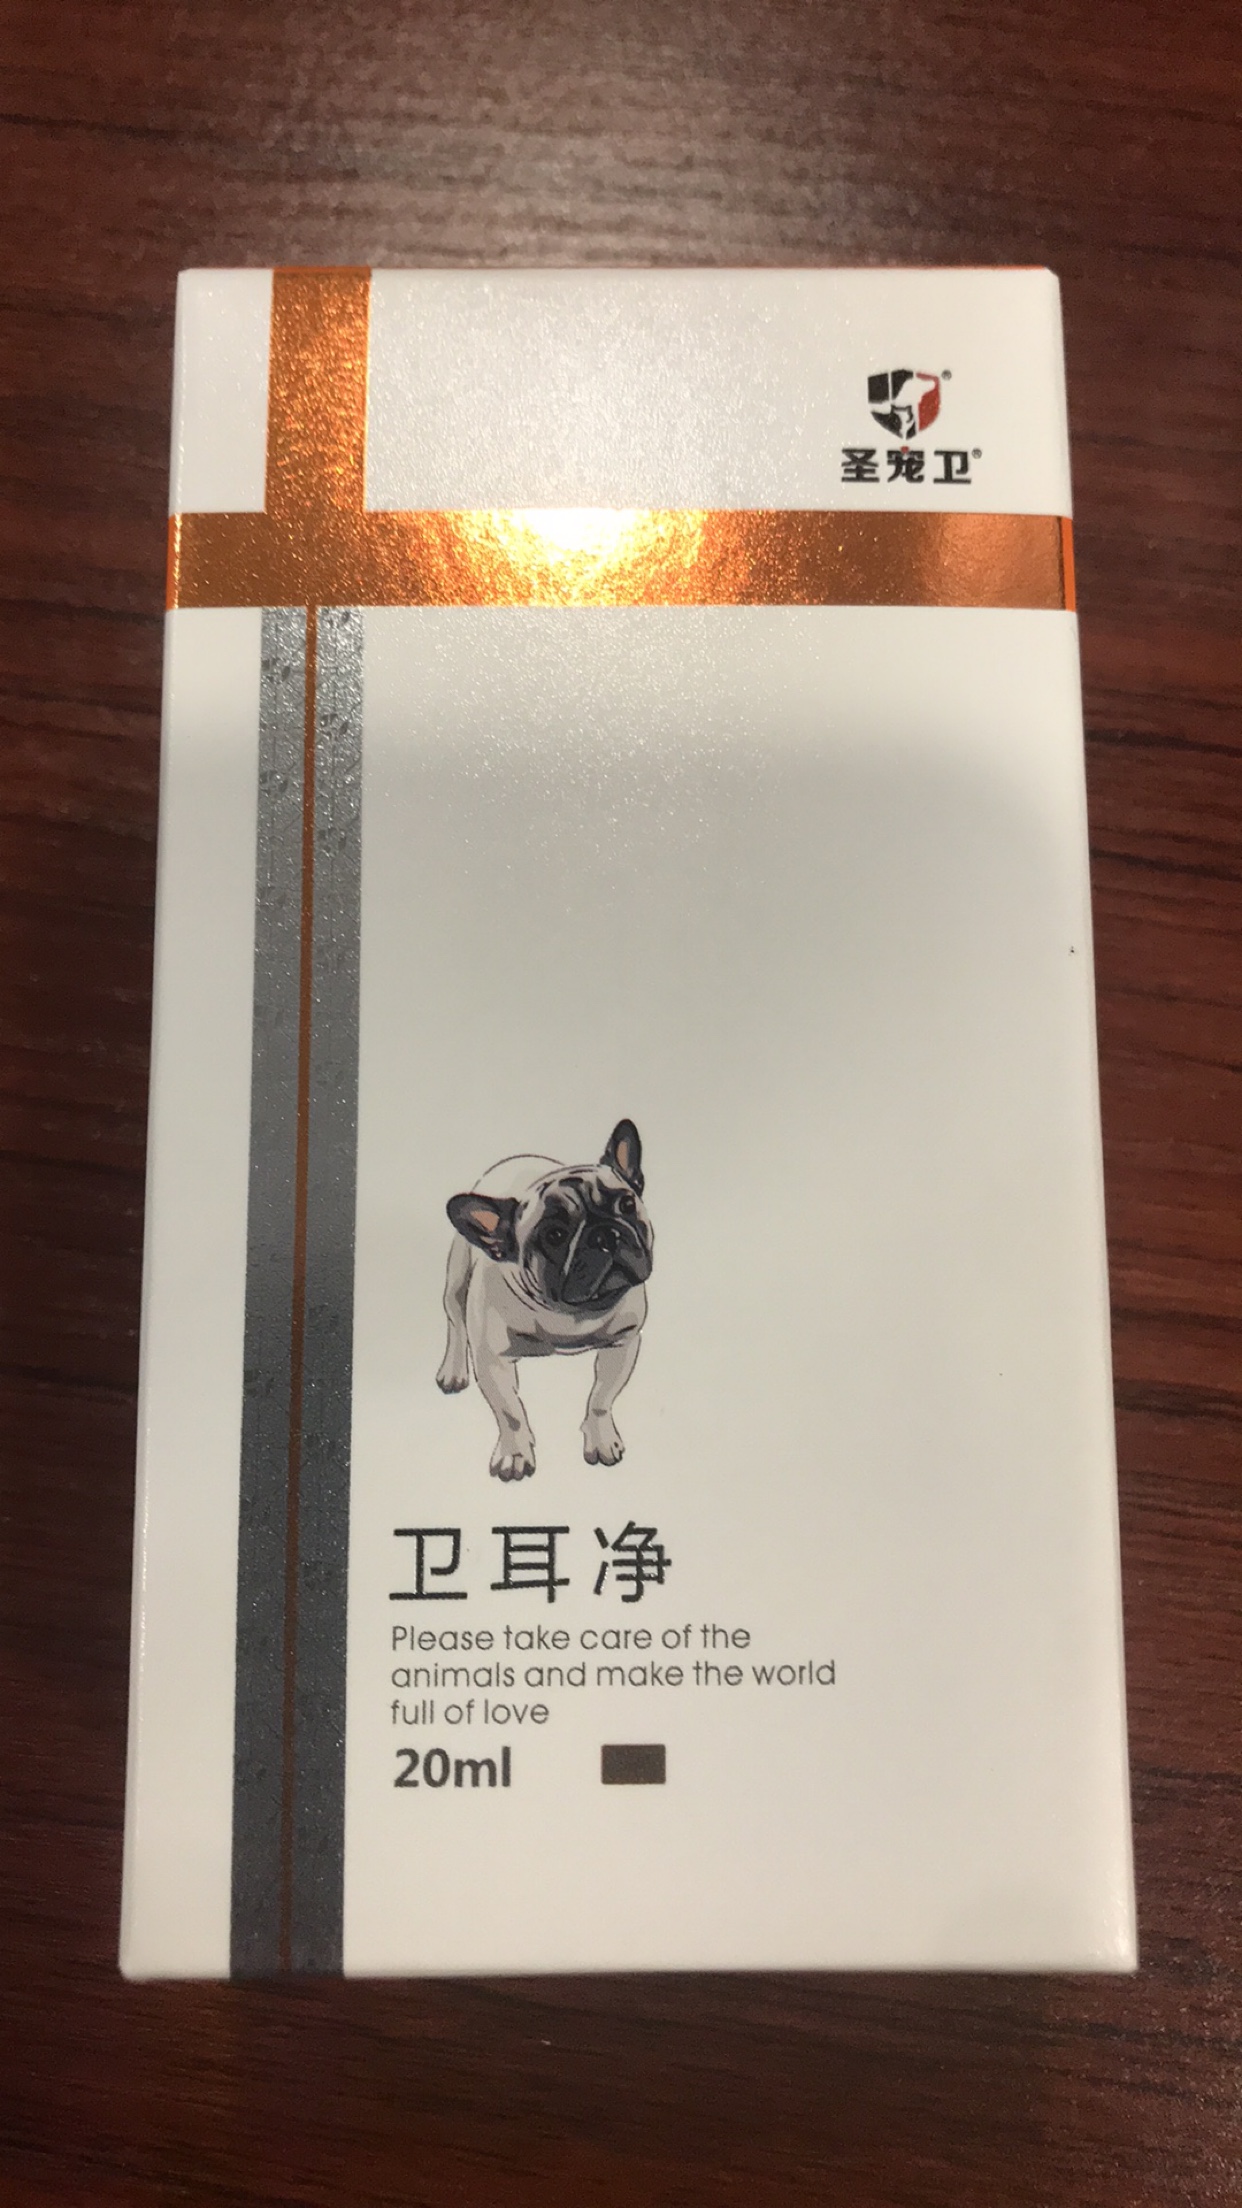 圣宠卫®
卫耳净
Please take care of the
animals and make the world
full of love
20ml